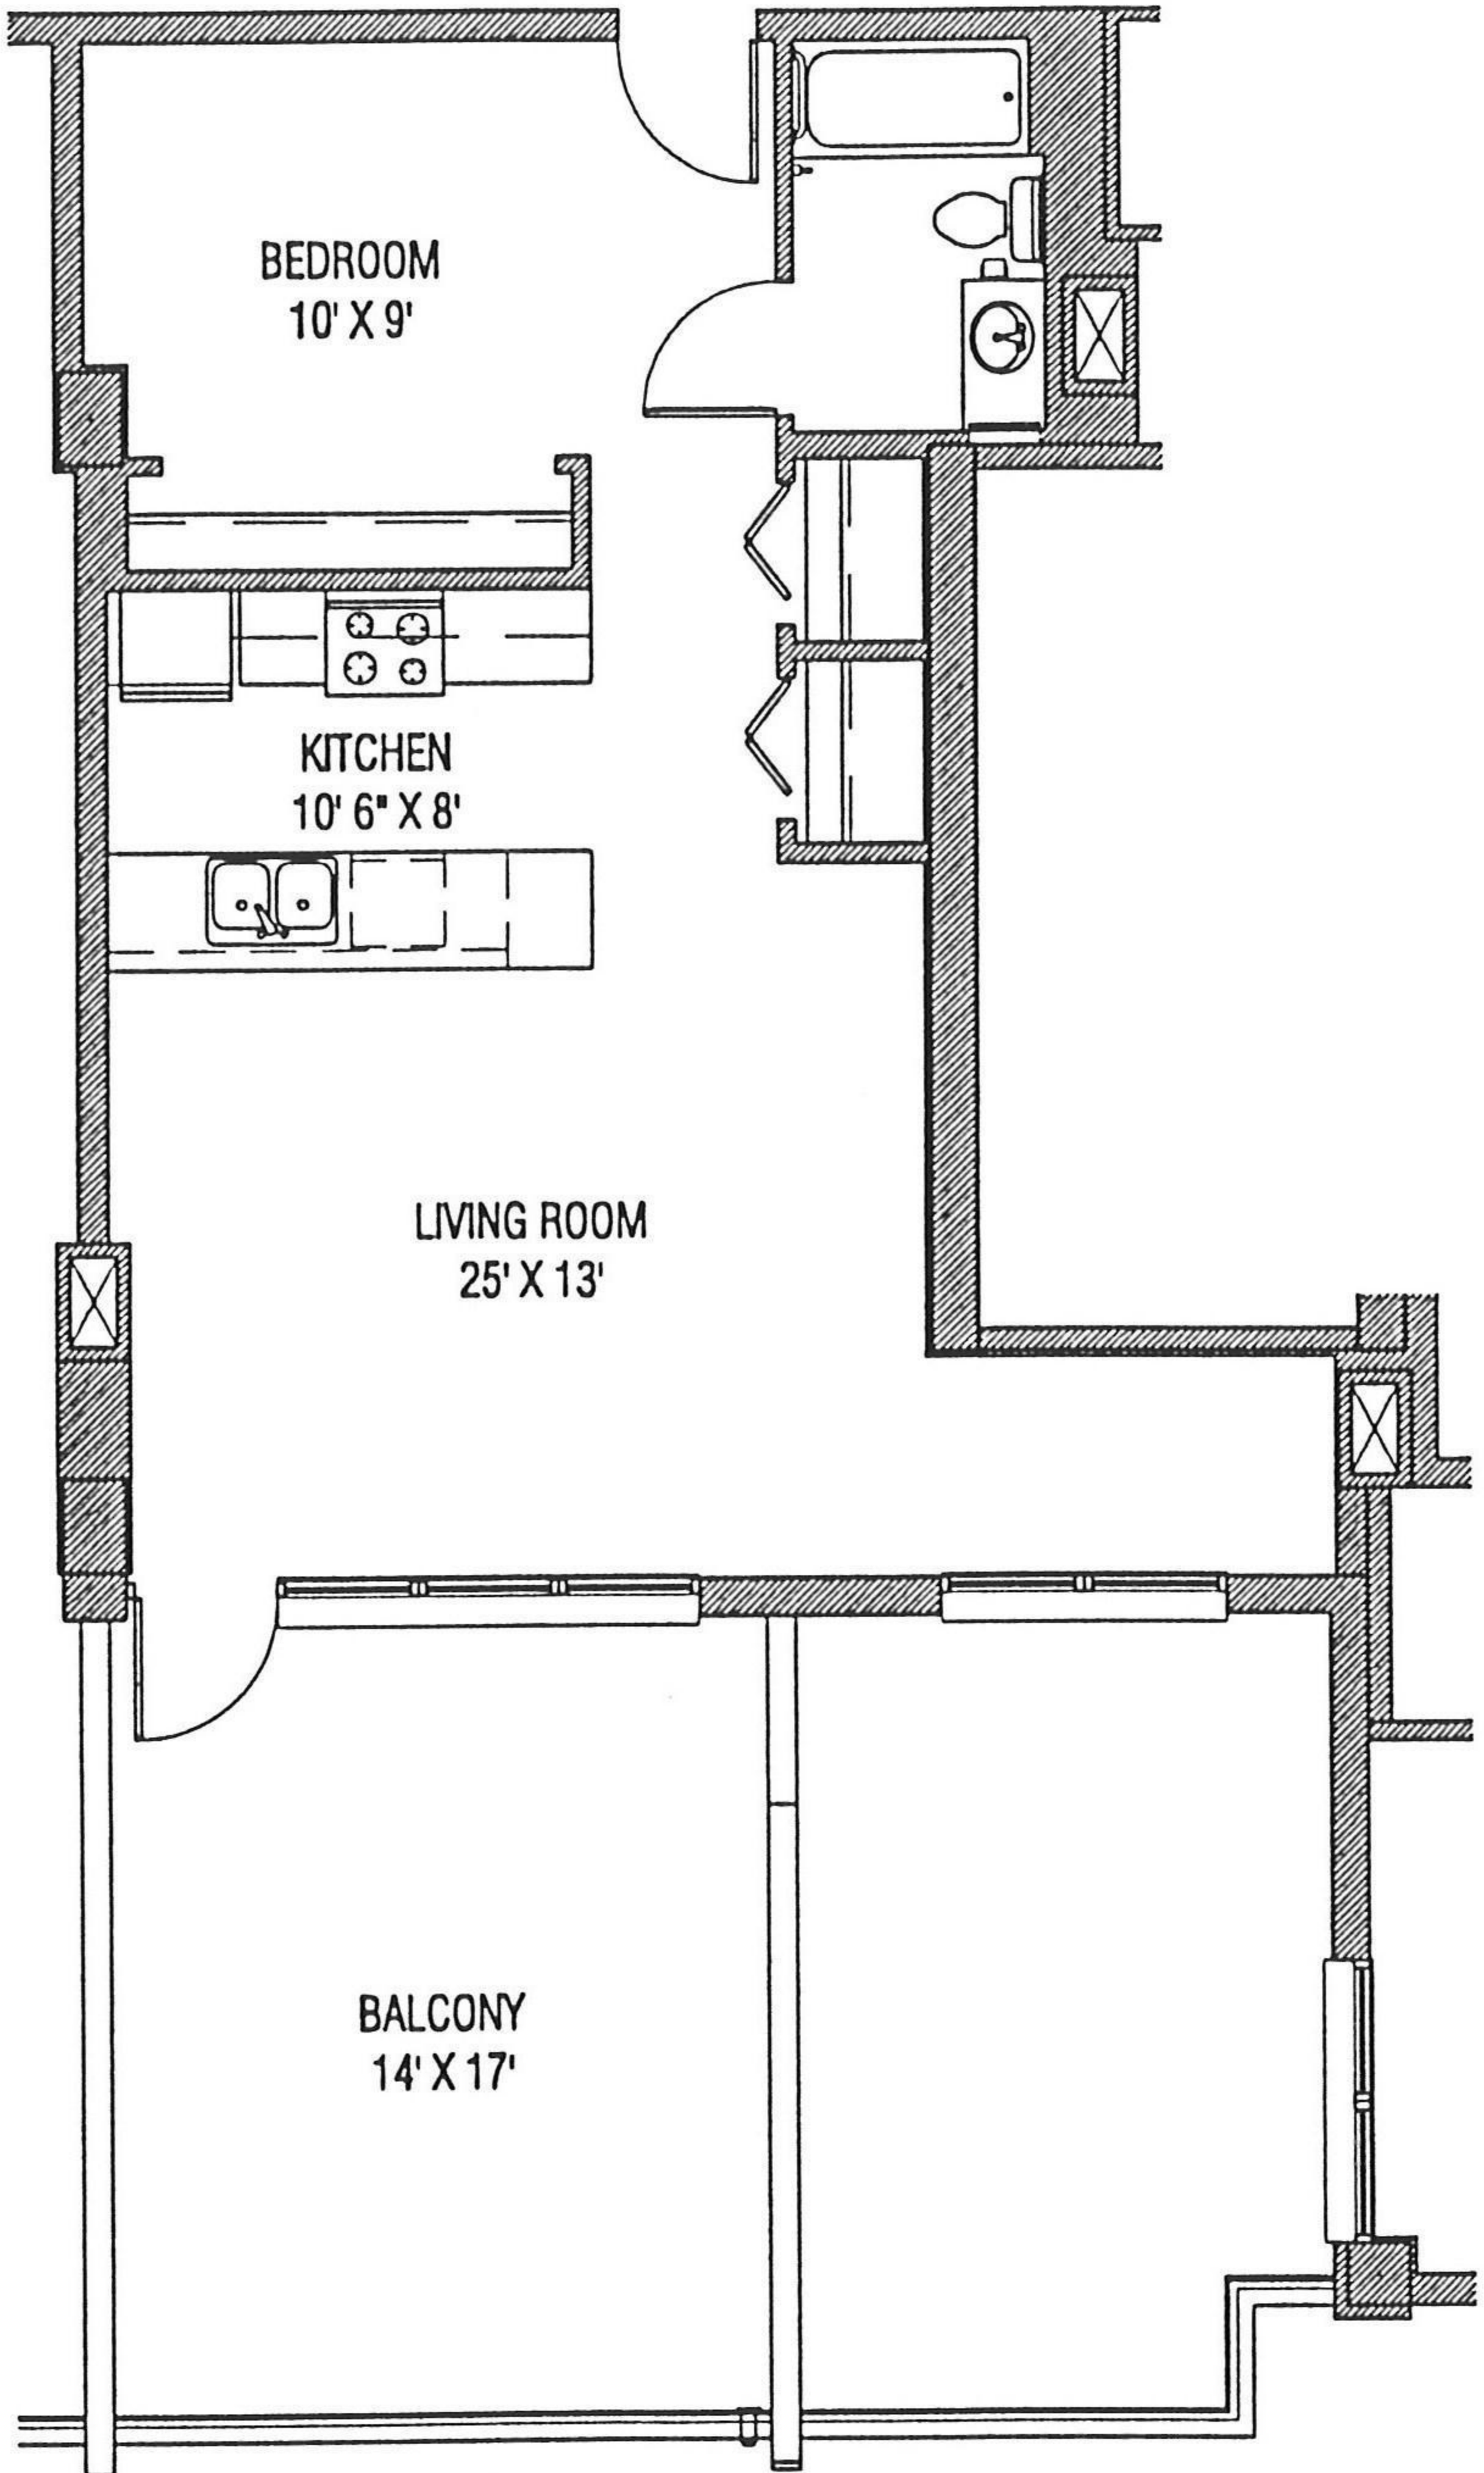 BEDROOM
10' X 9'
KITCHEN
10' 6" X 8'
LIVING ROOM
25' X 13'
BALCONY
14' X 17'